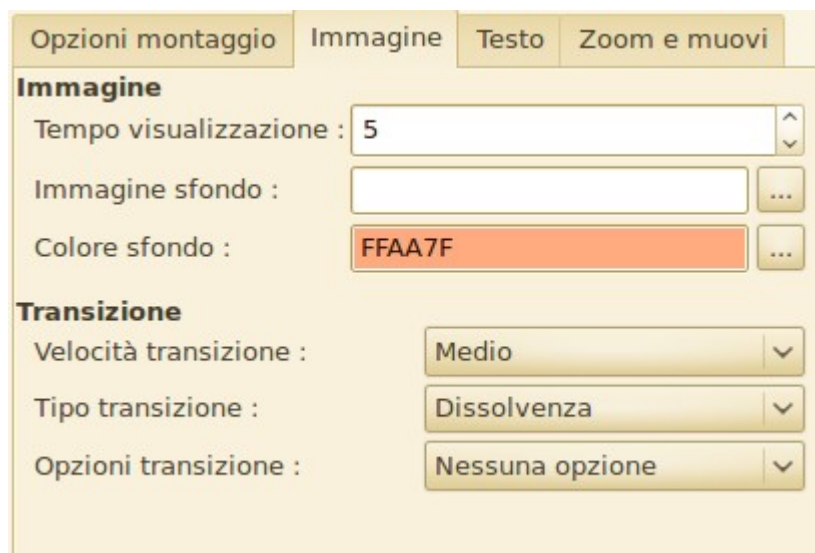 Opzioni montaggio Immagine Testo Zoom e muovi
Immagine
Tempo visualizzazione : 5
Immagine sfondo : ...
Colore sfondo : FFAA7F ...
Transizione
Velocità transizione : Medio
Tipo transizione : Dissolvenza
Opzioni transizione : Nessuna opzione